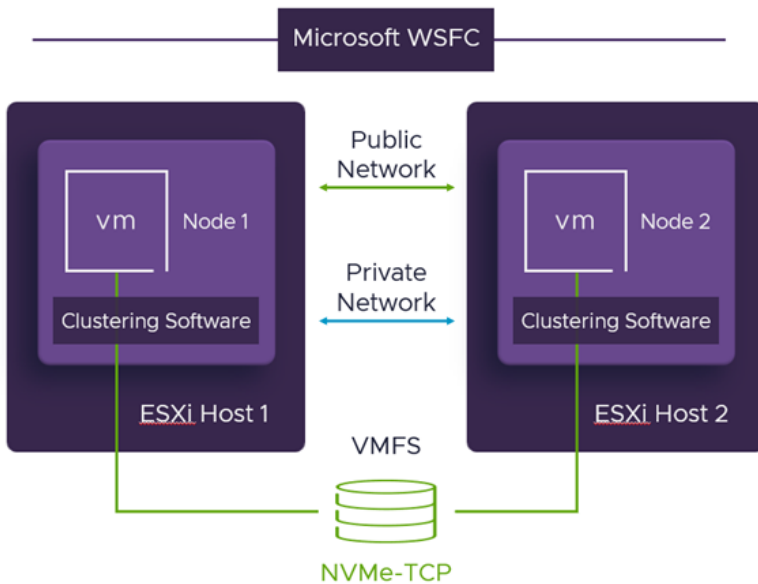 Microsoft WSFC
Public
Network
vm
Node 1
vm
Node 2
Private
Network
Clustering Software
Clustering Software
ESXi Host 1
ESXi Host 2
VMFS
NVMe-TCP